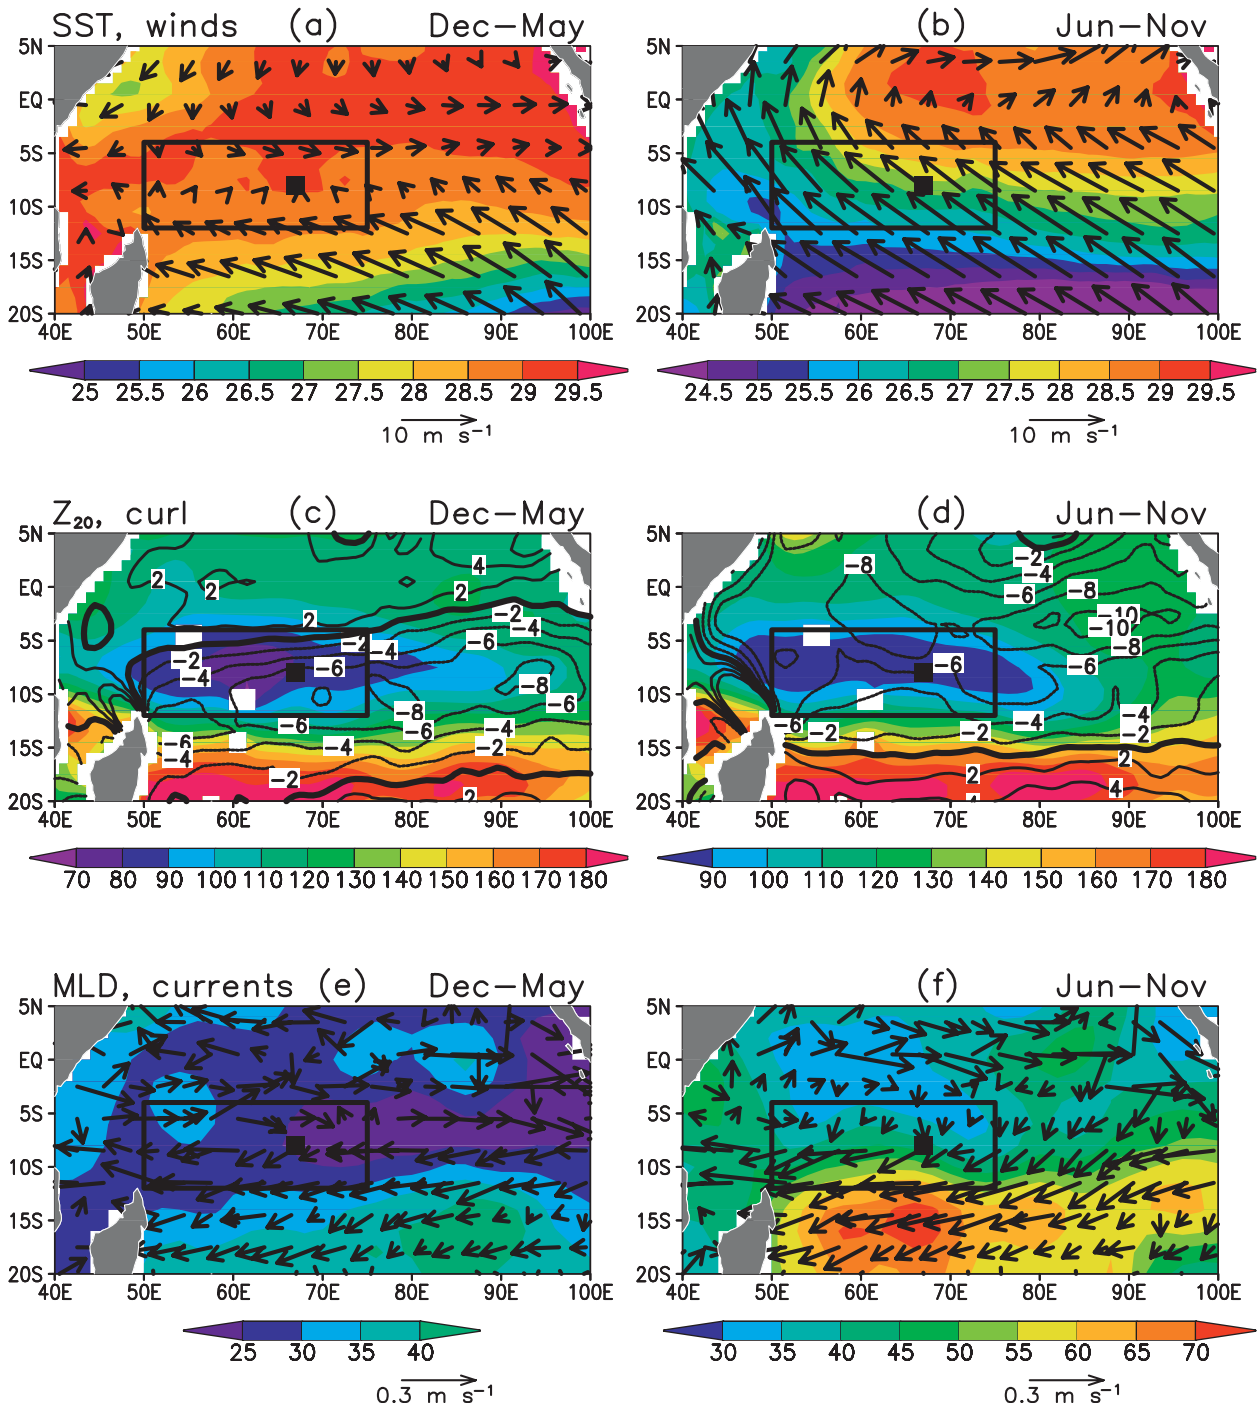 SST, winds (a) Dec–May
(b) Jun–Nov
5N
EQ
5S
10S
15S
20S
40E 50E 60E 70E 80E 90E 100E
5N
EQ
5S
10S
15S
20S
40E 50E 60E 70E 80E 90E 100E
25 25.5 26 26.5 27 27.5 28 28.5 29 29.5
10 m s⁻¹
24.5 25 25.5 26 26.5 27 27.5 28 28.5 29 29.5
10 m s⁻¹
Z₂₀, curl (c) Dec–May
(d) Jun–Nov
5N
EQ
5S
10S
15S
20S
2 2 4 2 2 -2 -4 -6 -2 -4 -2 -4 -6 -6 -8 -8 -6 -6 -6 -4 -6 -4 -4 -2 -2 2
40E 50E 60E 70E 80E 90E 100E
5N
EQ
5S
10S
15S
20S
-8 -2 -4 -6 -8 -10 -10 -8 -6 -6 -6 -2 -2 -4 -4 -2 2 2 4 4
40E 50E 60E 70E 80E 90E 100E
70 80 90 100 110 120 130 140 150 160 170 180
90 100 110 120 130 140 150 160 170 180
MLD, currents (e) Dec–May
(f) Jun–Nov
5N
EQ
5S
10S
15S
20S
40E 50E 60E 70E 80E 90E 100E
5N
EQ
5S
10S
15S
20S
40E 50E 60E 70E 80E 90E 100E
25 30 35 40
0.3 m s⁻¹
30 35 40 45 50 55 60 65 70
0.3 m s⁻¹